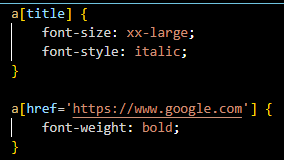 a[title] {
    font-size: xx-large;
    font-style: italic;
}

a[href='https://www.google.com'] {
    font-weight: bold;
}